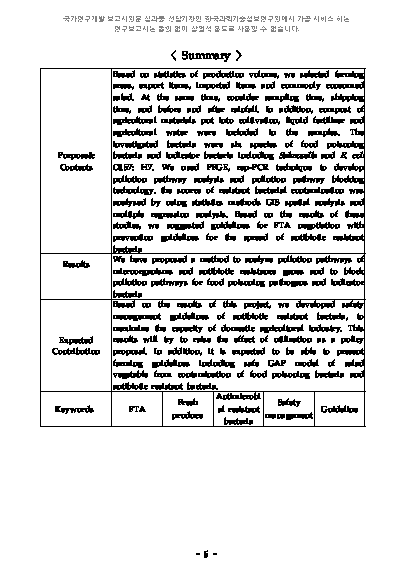 국가연구개발 보고서원문 성과물 전담기관인 한국과학기술정보연구원에서 가공·서비스 하는
연구보고서는 동의 없이 상업적 용도로 사용할 수 없습니다.
〈 Summary 〉
Purpose& Contents
Based on statistics of production volume, we selected farming
areas, export items, imported items and commonly consumed
salad. At the same time, consider sampling time, shipping
time, and before and after rainfall. In addition, compost of
agricultural materials put into cultivation, liquid fertilizer and
agricultural water were included in the samples. The
investigated bacteria were six species of food poisoning
bacteria and indicator bacteria including Salmonella and E. coli
O157: H7. We used PFGE, rep-PCR technique to develop
pollution pathway analysis and pollution pathway blocking
technology. the scores of resistant bacterial contamination was
analyzed by using statistics methods GIS spatial analysis and
multiple regression analysis. Based on the results of these
studies, we suggested guidelines for FTA negotiation with
prevention guidelines for the spread of antibiotic resistant
bacteria
Results
We have proposed a method to analyze pollution pathways of
microorganisms and antibiotic resistance genes and to block
pollution pathways for food poisoning pathogens and indicator
bacteria
Expected Contribution
Based on the results of this project, we developed safety
management guidelines of antibiotic resistant bacteria, to
maximize the capacity of domestic agricultural industry. This
results will try to raise the effect of utilization as a policy
proposal. In addition, it is expected to be able to present
farming guidelines including safe GAP model of salad
vegetable from contamination of food poisoning bacteria and
antibiotic resistant bacteria.
Keywords
FTA
Fresh produce
Antimicrobi
al resistant
bacteria
Safety
management
Guideline
- 5 -